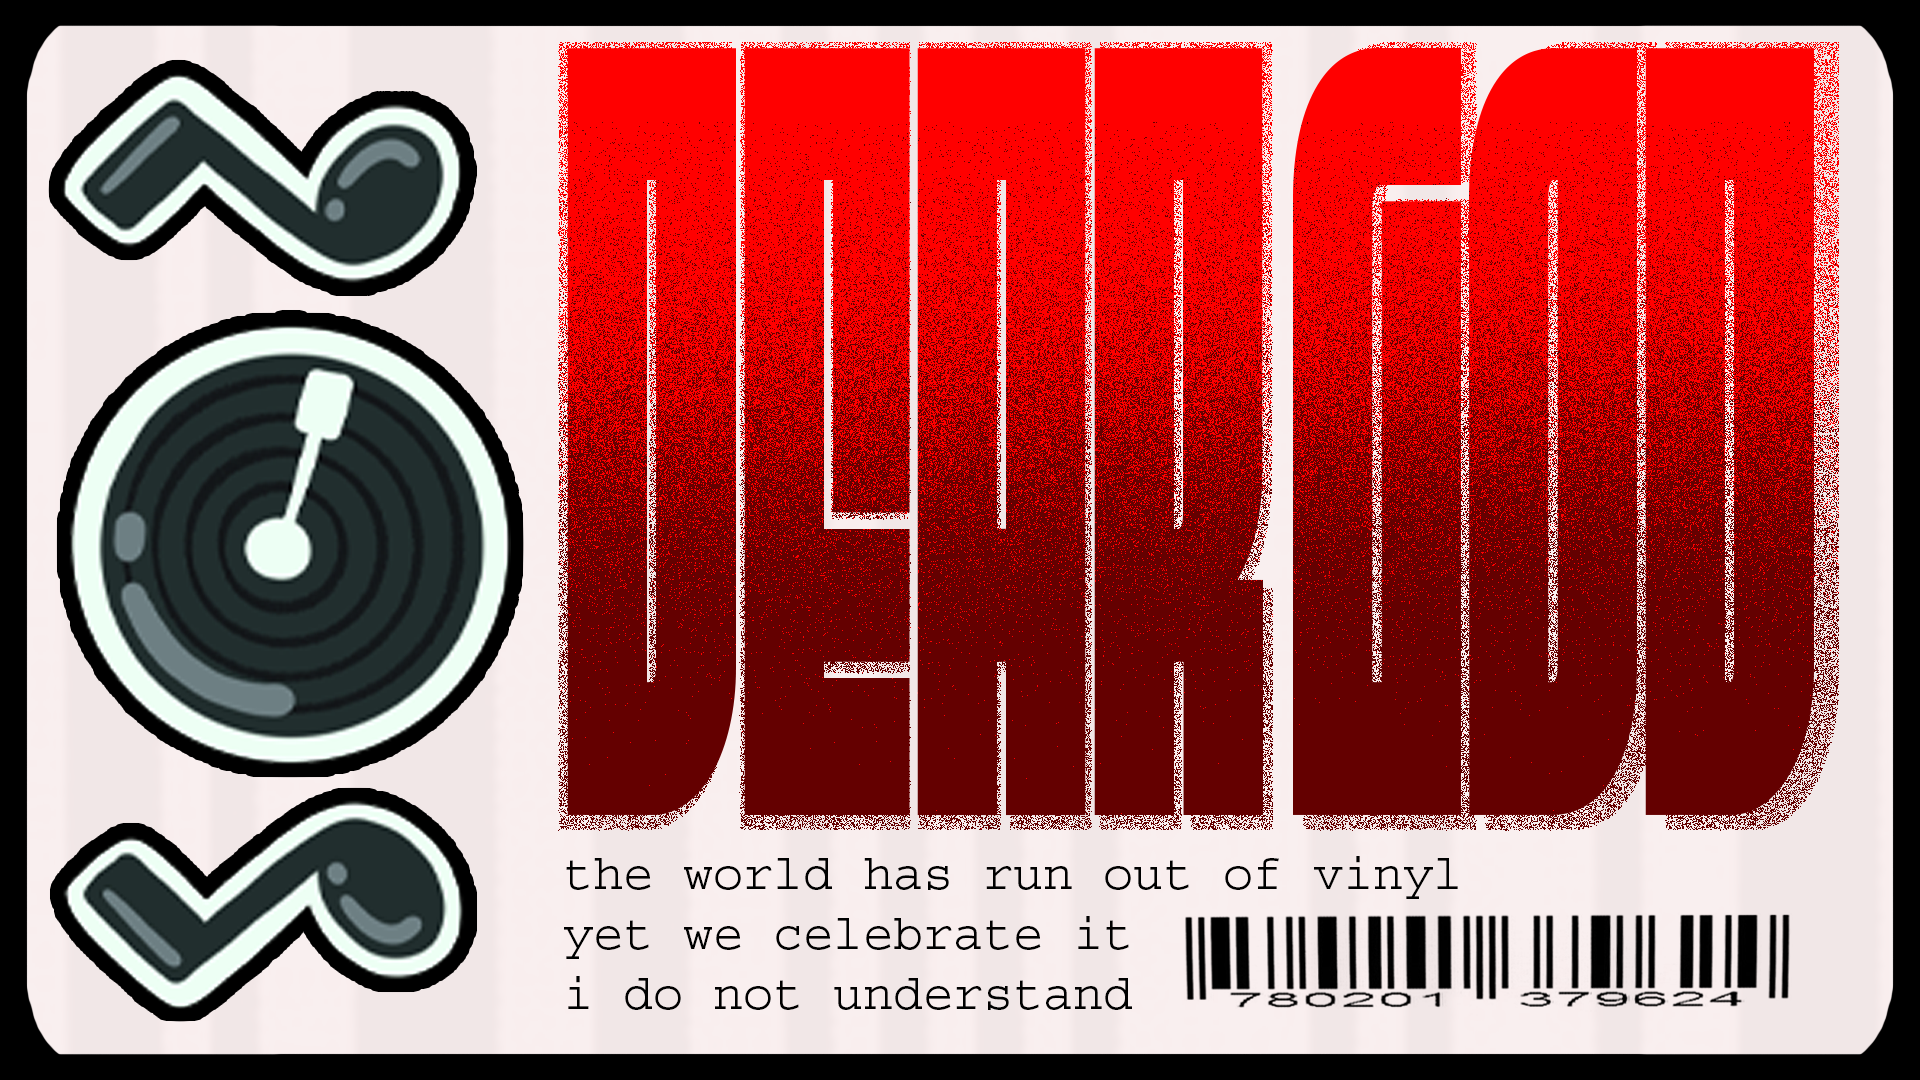 DEAR GOD
the world has run out of vinyl
yet we celebrate it
i do not understand
780201 379624